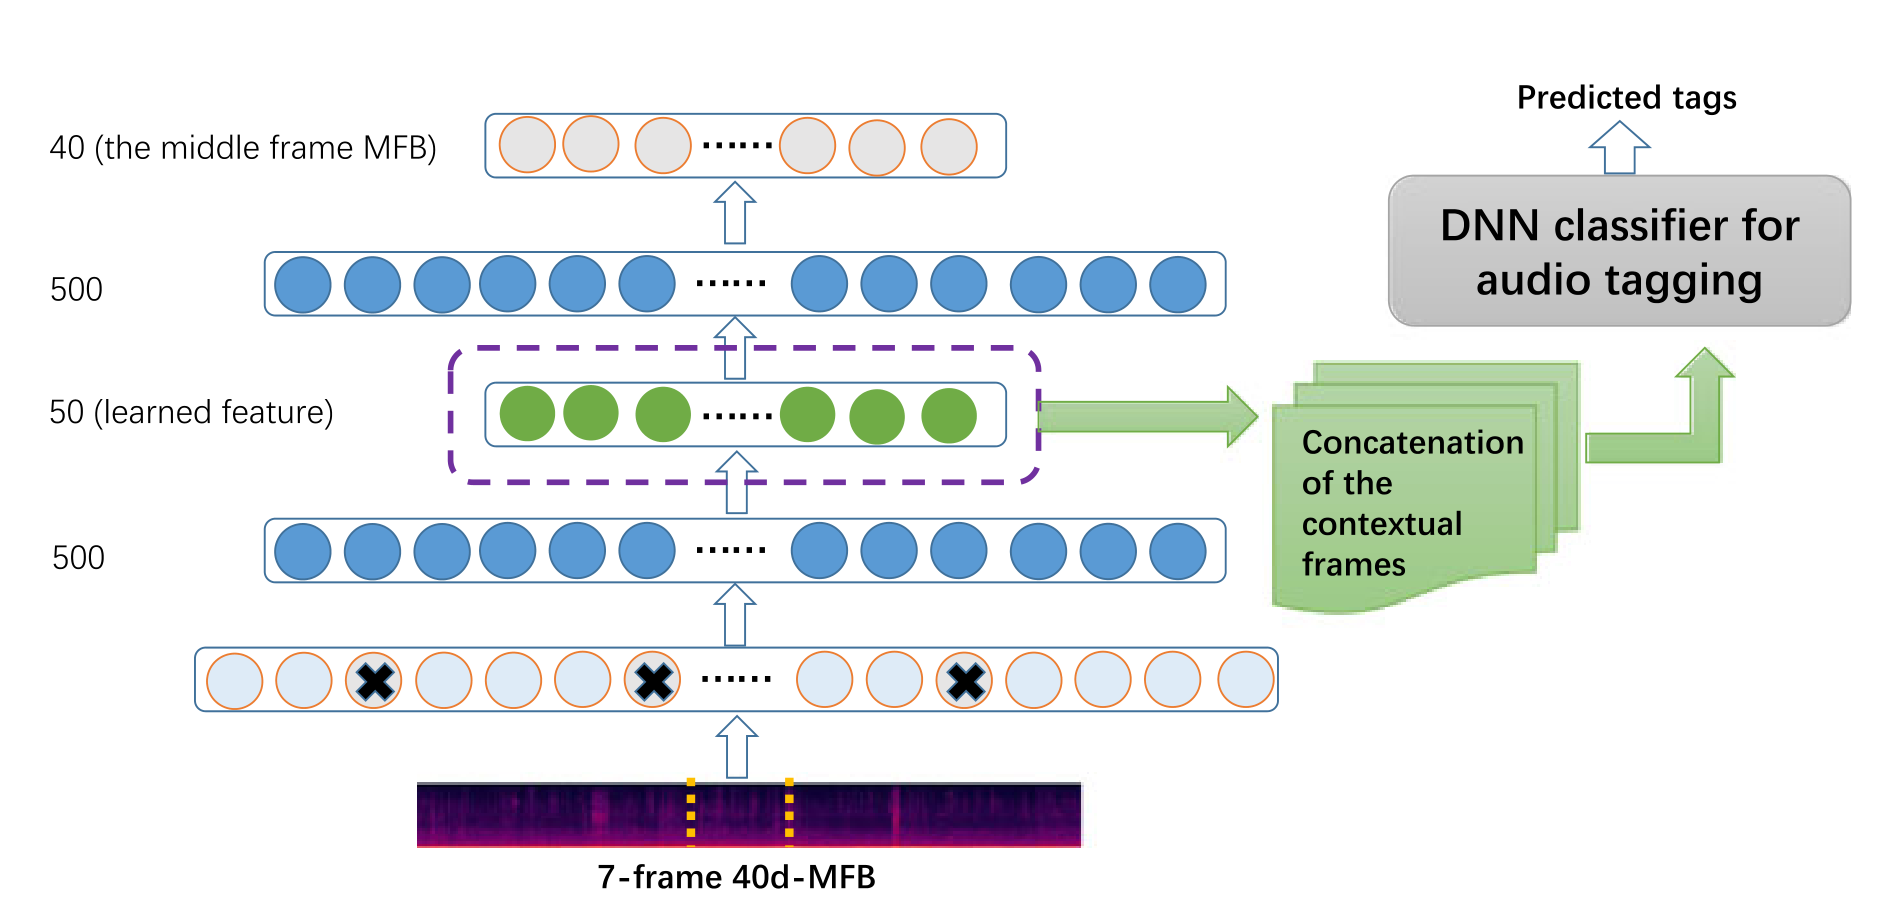 Predicted tags
40 (the middle frame MFB)
DNN classifier for
audio tagging
500
50 (learned feature)
Concatenation
of the
contextual
frames
500
7-frame 40d-MFB